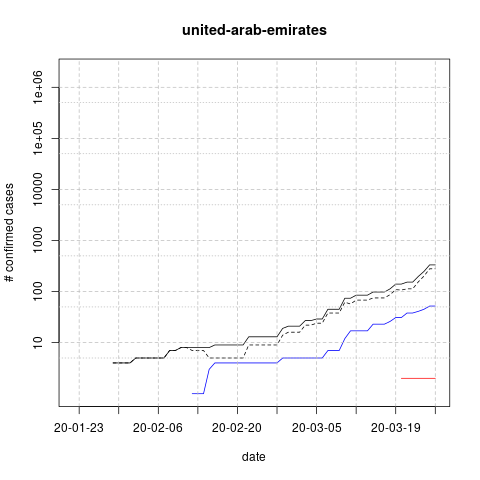 united-arab-emirates
# confirmed cases
1e+06
1e+05
10000
1000
100
10
20-01-23 20-02-06 20-02-20 20-03-05 20-03-19
date